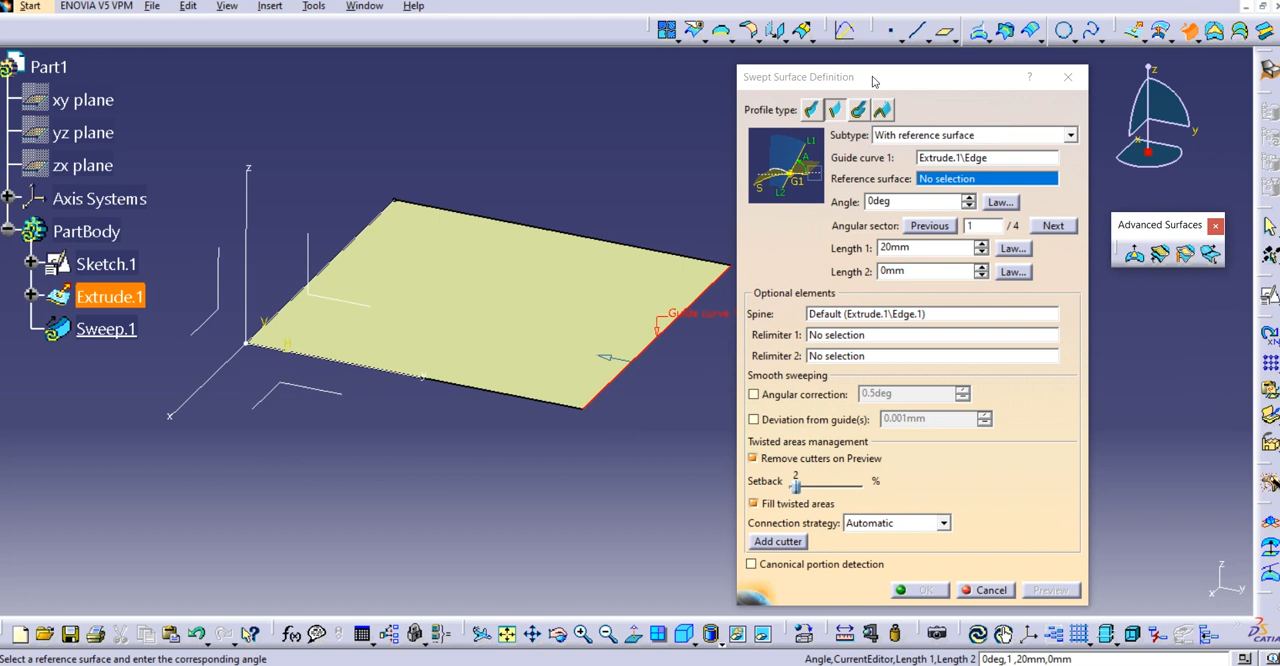 Start ENOVIA V5 VPM File Edit View Insert Tools Window Help
Part1
xy plane
yz plane
zx plane
Axis Systems
PartBody
Sketch.1
Extrude.1
Sweep.1
z
y
H
y
x
Guide curve
Swept Surface Definition ?
Profile type:
L1
A
S
G1
L2
Subtype: With reference surface
Guide curve 1: Extrude.1\Edge
Reference surface: No selection
Angle: 0deg Law...
Angular sector: Previous 1 / 4 Next
Length 1: 20mm Law...
Length 2: 0mm Law...
Optional elements
Spine: Default (Extrude.1\Edge.1)
Relimiter 1: No selection
Relimiter 2: No selection
Smooth sweeping
Angular correction: 0.5deg
Deviation from guide(s): 0.001mm
Twisted areas management
Remove cutters on Preview
2
Setback %
Fill twisted areas
Connection strategy: Automatic
Add cutter
Canonical portion detection
OK Cancel Preview
z
y
x
Advanced Surfaces
z
y
x
f(x)
CATIA
Select a reference surface and enter the corresponding angle
Angle,CurrentEditor,Length 1,Length 2 0deg,1 ,20mm,0mm